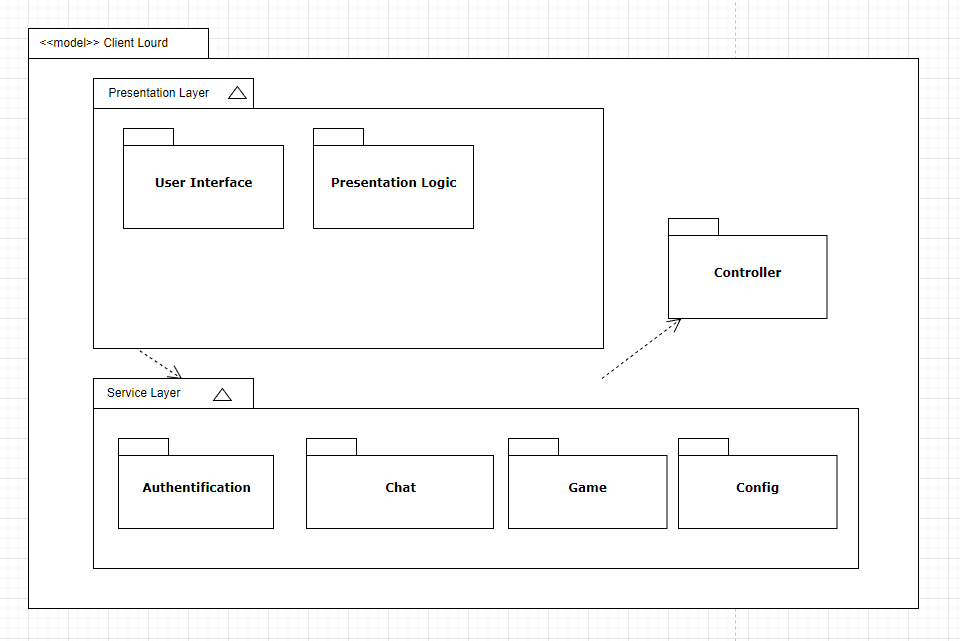 <<model>> Client Lourd
Presentation Layer
User Interface
Presentation Logic
Controller
Service Layer
Authentification
Chat
Game
Config